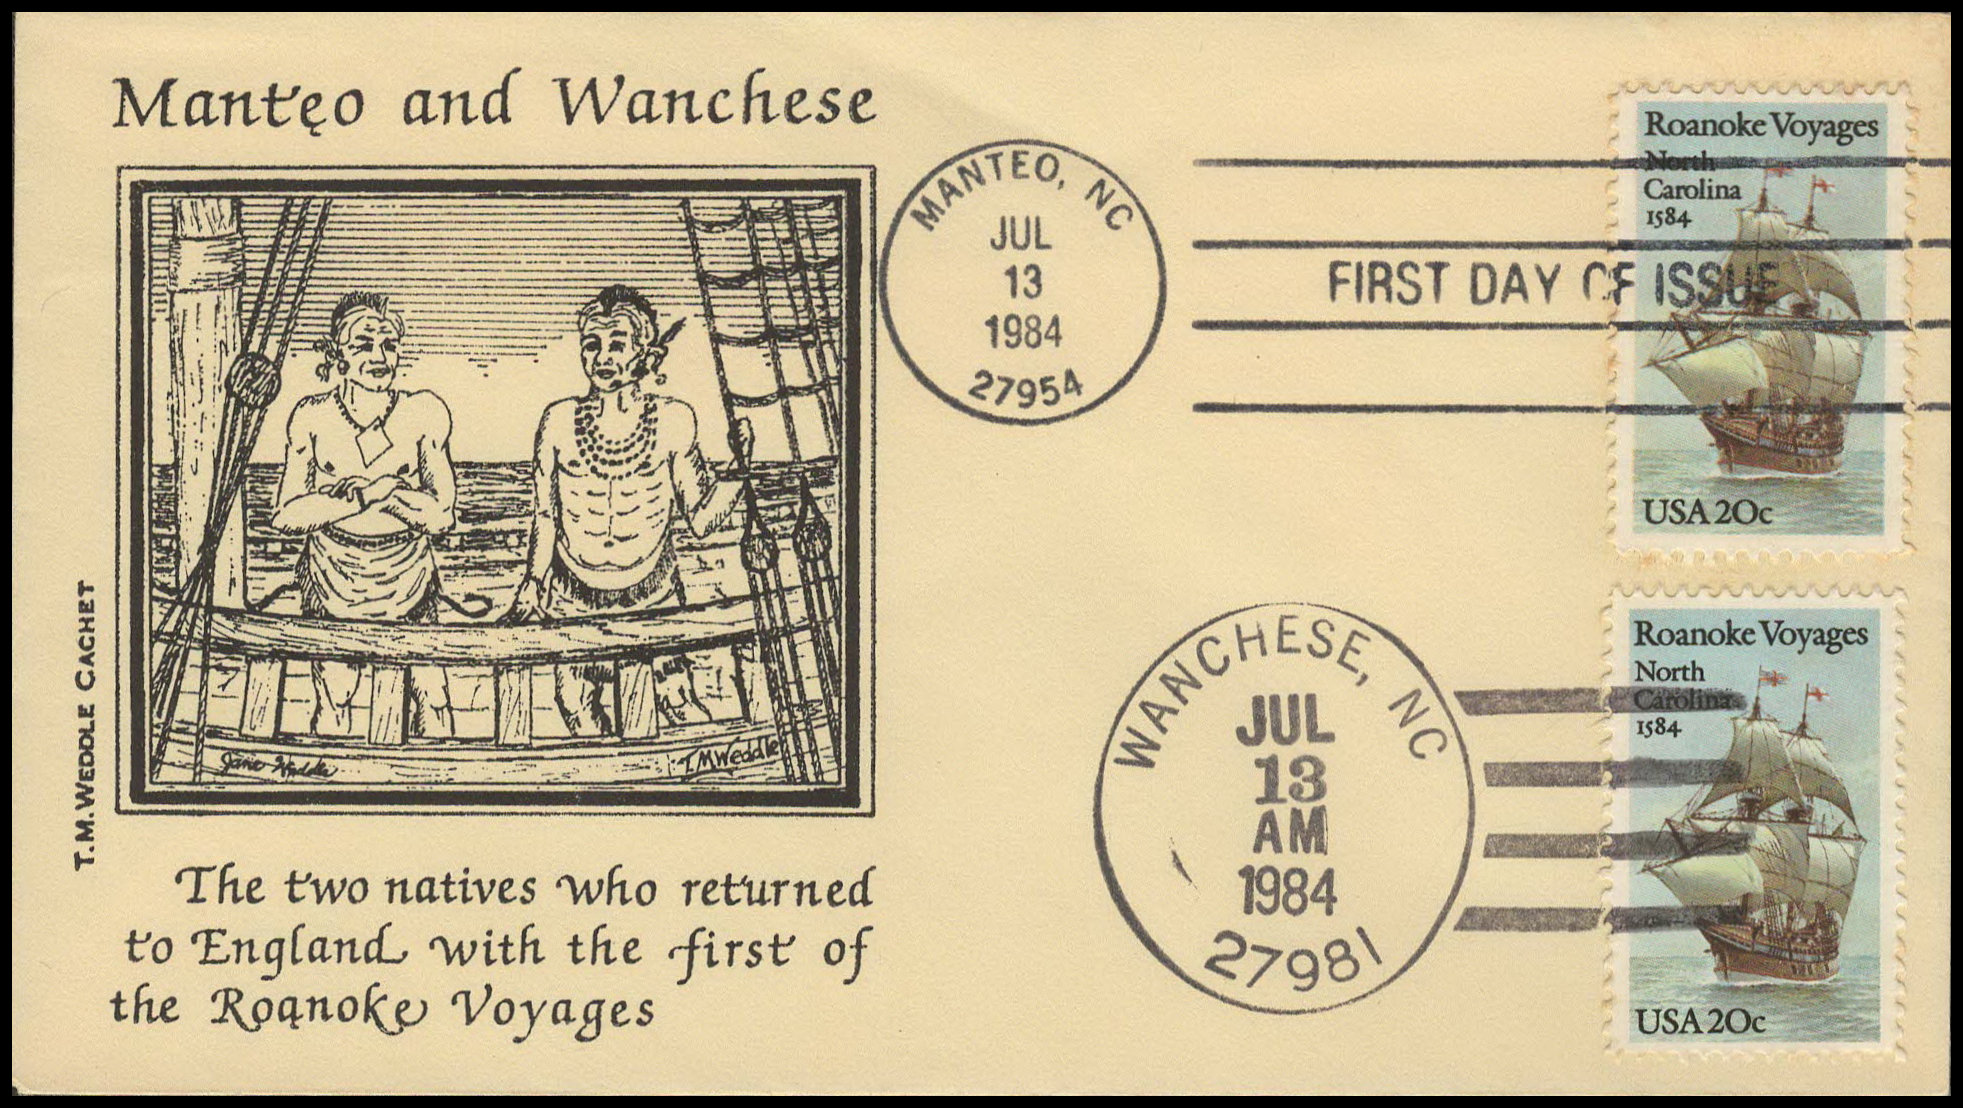 Manteo and Wanchese
Jane Weddle
T.M Weddle
T.M. WEDDLE CACHET
The two natives who returned
to England with the first of
the Roanoke Voyages
MANTEO, NC
JUL
13
1984
27954
FIRST DAY OF ISSUE
Roanoke Voyages
North
Carolina
1584
USA 20c
WANCHESE, NC
JUL
13
AM
1984
27981
Roanoke Voyages
North
Carolina
1584
USA 20c